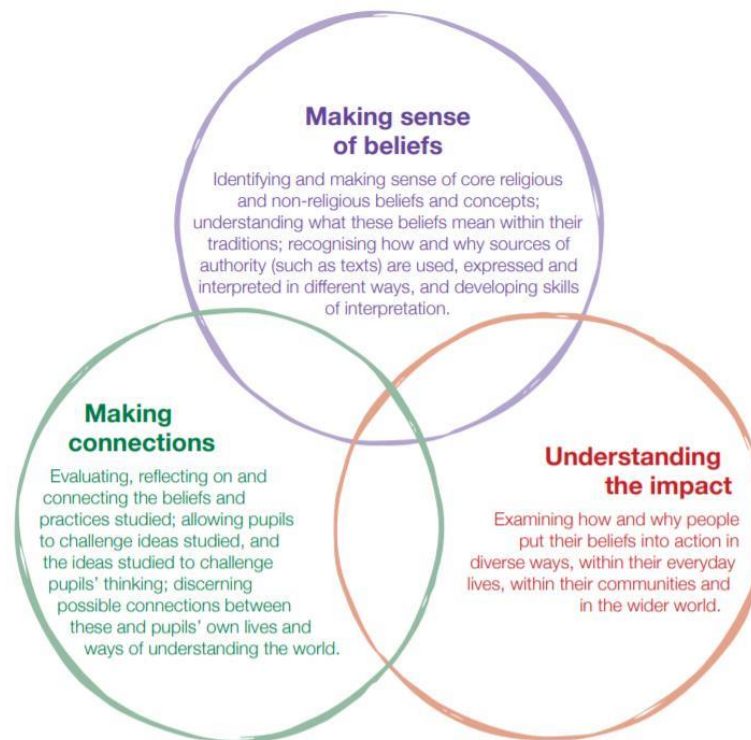 Making sense
of beliefs
Identifying and making sense of core religious
and non-religious beliefs and concepts;
understanding what these beliefs mean within their
traditions; recognising how and why sources of
authority (such as texts) are used, expressed and
interpreted in different ways, and developing skills
of interpretation.
Making
connections
Evaluating, reflecting on and
connecting the beliefs and
practices studied; allowing pupils
to challenge ideas studied, and
the ideas studied to challenge
pupils' thinking; discerning
possible connections between
these and pupils' own lives and
ways of understanding the world.
Understanding
the impact
Examining how and why people
put their beliefs into action in
diverse ways, within their everyday
lives, within their communities and
in the wider world.